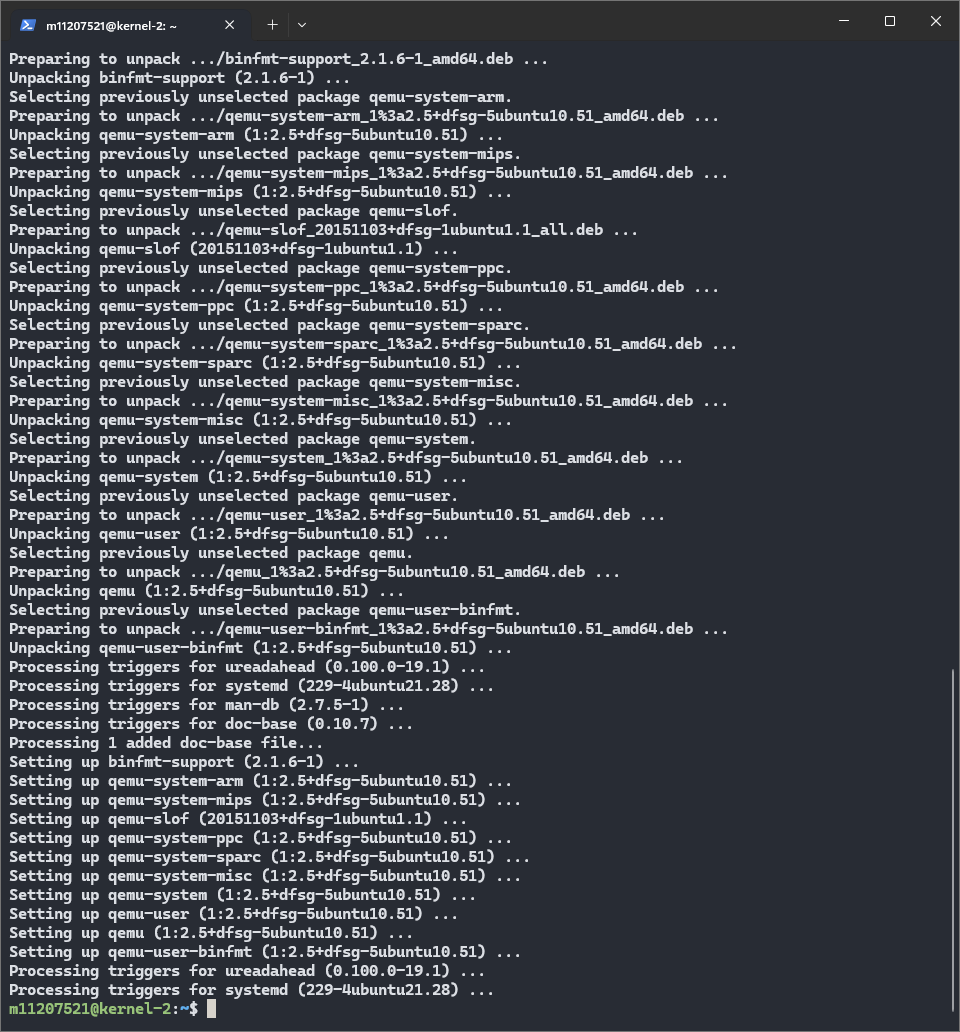 m11207521@kernel-2: ~
Preparing to unpack .../binfmt-support_2.1.6-1_amd64.deb ...
Unpacking binfmt-support (2.1.6-1) ...
Selecting previously unselected package qemu-system-arm.
Preparing to unpack .../qemu-system-arm_1%3a2.5+dfsg-5ubuntu10.51_amd64.deb ...
Unpacking qemu-system-arm (1:2.5+dfsg-5ubuntu10.51) ...
Selecting previously unselected package qemu-system-mips.
Preparing to unpack .../qemu-system-mips_1%3a2.5+dfsg-5ubuntu10.51_amd64.deb ...
Unpacking qemu-system-mips (1:2.5+dfsg-5ubuntu10.51) ...
Selecting previously unselected package qemu-slof.
Preparing to unpack .../qemu-slof_20151103+dfsg-1ubuntu1.1_all.deb ...
Unpacking qemu-slof (20151103+dfsg-1ubuntu1.1) ...
Selecting previously unselected package qemu-system-ppc.
Preparing to unpack .../qemu-system-ppc_1%3a2.5+dfsg-5ubuntu10.51_amd64.deb ...
Unpacking qemu-system-ppc (1:2.5+dfsg-5ubuntu10.51) ...
Selecting previously unselected package qemu-system-sparc.
Preparing to unpack .../qemu-system-sparc_1%3a2.5+dfsg-5ubuntu10.51_amd64.deb ...
Unpacking qemu-system-sparc (1:2.5+dfsg-5ubuntu10.51) ...
Selecting previously unselected package qemu-system-misc.
Preparing to unpack .../qemu-system-misc_1%3a2.5+dfsg-5ubuntu10.51_amd64.deb ...
Unpacking qemu-system-misc (1:2.5+dfsg-5ubuntu10.51) ...
Selecting previously unselected package qemu-system.
Preparing to unpack .../qemu-system_1%3a2.5+dfsg-5ubuntu10.51_amd64.deb ...
Unpacking qemu-system (1:2.5+dfsg-5ubuntu10.51) ...
Selecting previously unselected package qemu-user.
Preparing to unpack .../qemu-user_1%3a2.5+dfsg-5ubuntu10.51_amd64.deb ...
Unpacking qemu-user (1:2.5+dfsg-5ubuntu10.51) ...
Selecting previously unselected package qemu.
Preparing to unpack .../qemu_1%3a2.5+dfsg-5ubuntu10.51_amd64.deb ...
Unpacking qemu (1:2.5+dfsg-5ubuntu10.51) ...
Selecting previously unselected package qemu-user-binfmt.
Preparing to unpack .../qemu-user-binfmt_1%3a2.5+dfsg-5ubuntu10.51_amd64.deb ...
Unpacking qemu-user-binfmt (1:2.5+dfsg-5ubuntu10.51) ...
Processing triggers for ureadahead (0.100.0-19.1) ...
Processing triggers for systemd (229-4ubuntu21.28) ...
Processing triggers for man-db (2.7.5-1) ...
Processing triggers for doc-base (0.10.7) ...
Processing 1 added doc-base file...
Setting up binfmt-support (2.1.6-1) ...
Setting up qemu-system-arm (1:2.5+dfsg-5ubuntu10.51) ...
Setting up qemu-system-mips (1:2.5+dfsg-5ubuntu10.51) ...
Setting up qemu-slof (20151103+dfsg-1ubuntu1.1) ...
Setting up qemu-system-ppc (1:2.5+dfsg-5ubuntu10.51) ...
Setting up qemu-system-sparc (1:2.5+dfsg-5ubuntu10.51) ...
Setting up qemu-system-misc (1:2.5+dfsg-5ubuntu10.51) ...
Setting up qemu-system (1:2.5+dfsg-5ubuntu10.51) ...
Setting up qemu-user (1:2.5+dfsg-5ubuntu10.51) ...
Setting up qemu (1:2.5+dfsg-5ubuntu10.51) ...
Setting up qemu-user-binfmt (1:2.5+dfsg-5ubuntu10.51) ...
Processing triggers for ureadahead (0.100.0-19.1) ...
Processing triggers for systemd (229-4ubuntu21.28) ...
m11207521@kernel-2:~$